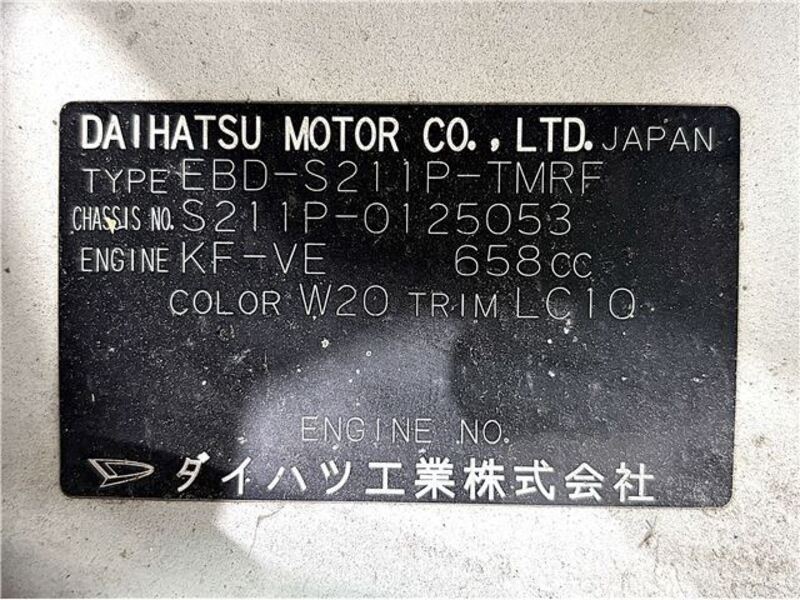 DAIHATSU MOTOR CO., LTD. JAPAN
TYPE EBD-S211P-TMRF
CHASSIS NO. S211P-0125053
ENGINE KF-VE 658CC
COLOR W20 TRIM LC10
ENGINE NO.
ダイハツ工業株式会社